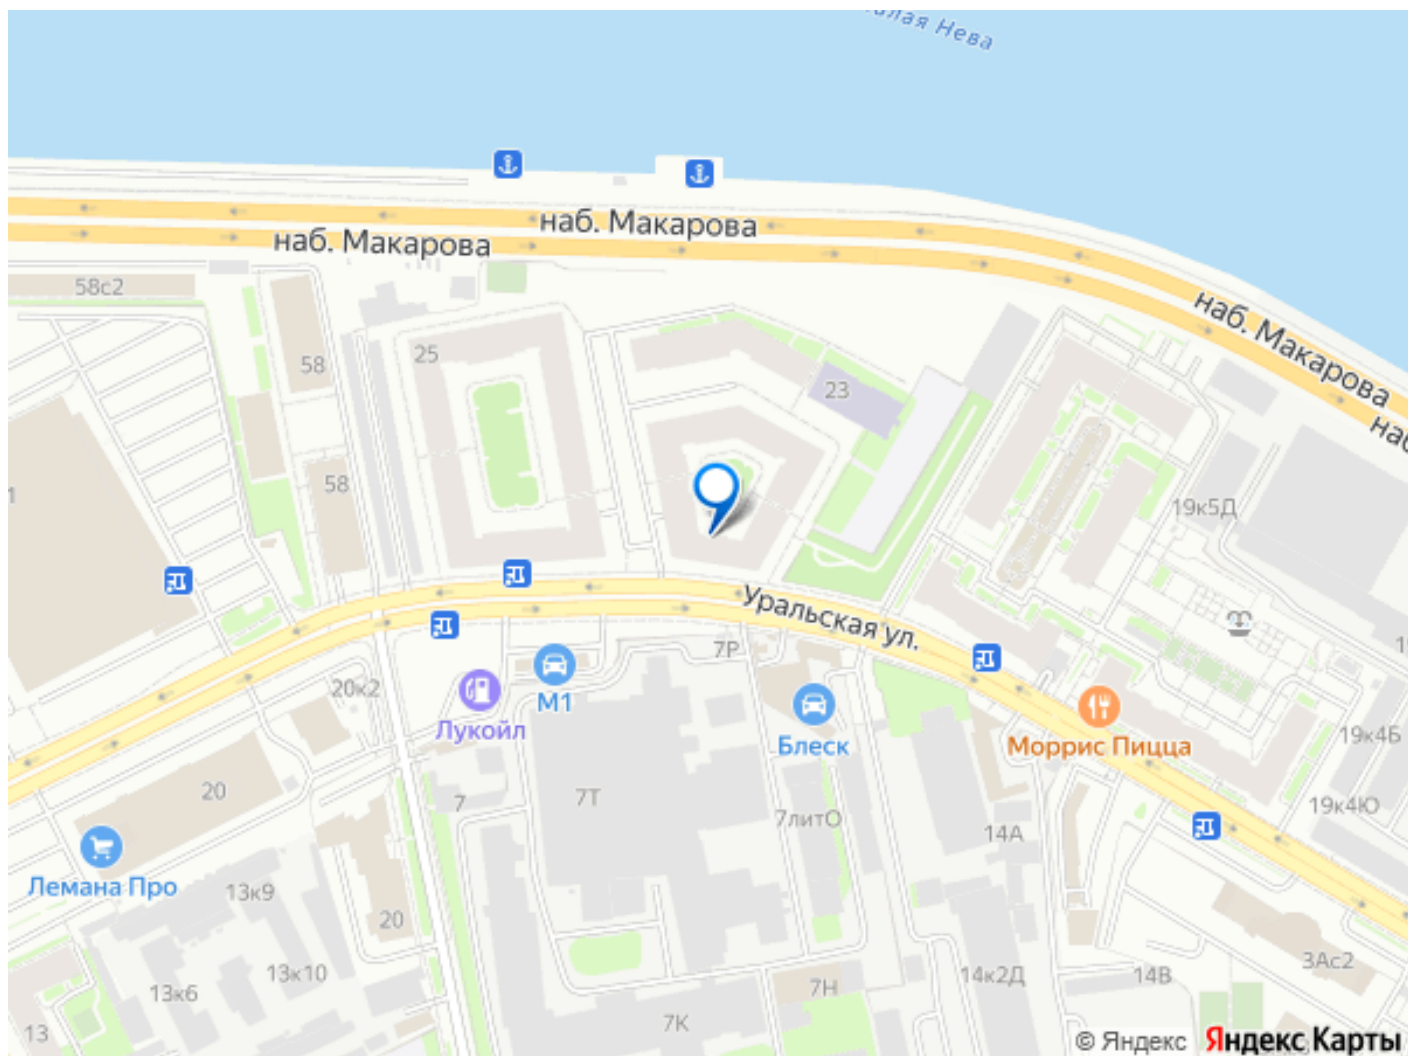 Нева
наб. Макарова
наб. Макарова
58с2
наб. Макарова
25
58
23
наб
58
19к5Д
Уральская ул.
7Р
20к2
М1
Лукойл
Блеск
Моррис Пицца
19к4Б
20
7
7Т
7литО
14А
19к4Ю
Лемана Про
13к9
20
13к10
14к2Д
14В
3Ас2
13к6
7Н
13
7К
© Яндекс
Яндекс Карты